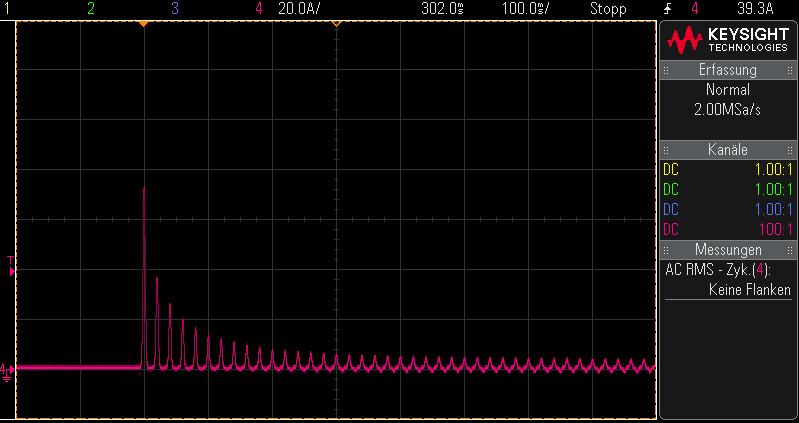 1 2 3 4 20.0A/ 302.0ms 100.0ms/ Stopp 4 39.3A
KEYSIGHT
TECHNOLOGIES
Erfassung
Normal
2.00MSa/s
Kanäle
DC 1.00:1
DC 1.00:1
DC 1.00:1
DC 100:1
Messungen
AC RMS - Zyk.(4):
Keine Flanken
T
4